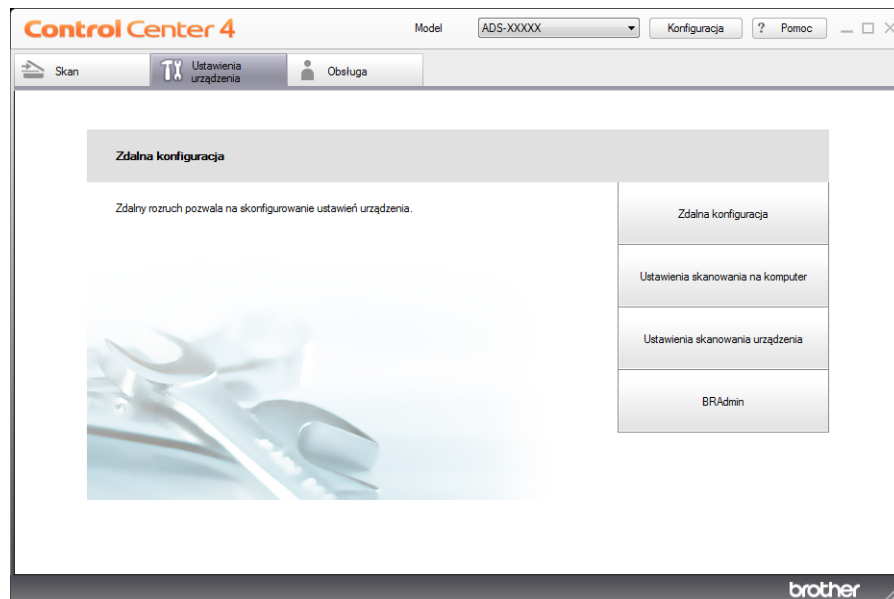 Control Center 4
Model
ADS-XXXXX
Konfiguracja
? Pomoc
Skan
Ustawienia
urządzenia
Obsługa
Zdalna konfiguracja
Zdalny rozruch pozwala na skonfigurowanie ustawień urządzenia.
Zdalna konfiguracja
Ustawienia skanowania na komputer
Ustawienia skanowania urządzenia
BRAdmin
brother